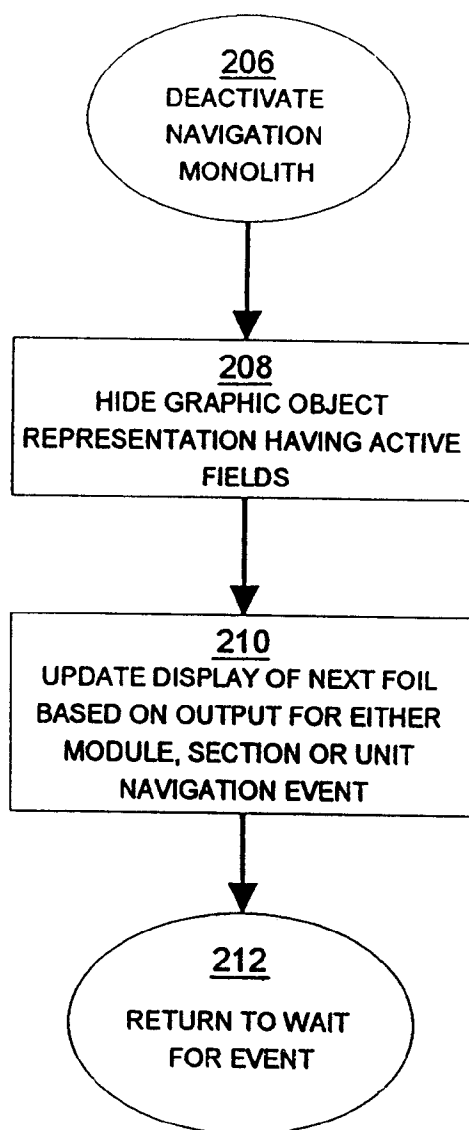 206
DEACTIVATE
NAVIGATION
MONOLITH
208
HIDE GRAPHIC OBJECT
REPRESENTATION HAVING ACTIVE
FIELDS
210
UPDATE DISPLAY OF NEXT FOIL
BASED ON OUTPUT FOR EITHER
MODULE, SECTION OR UNIT
NAVIGATION EVENT
212
RETURN TO WAIT
FOR EVENT